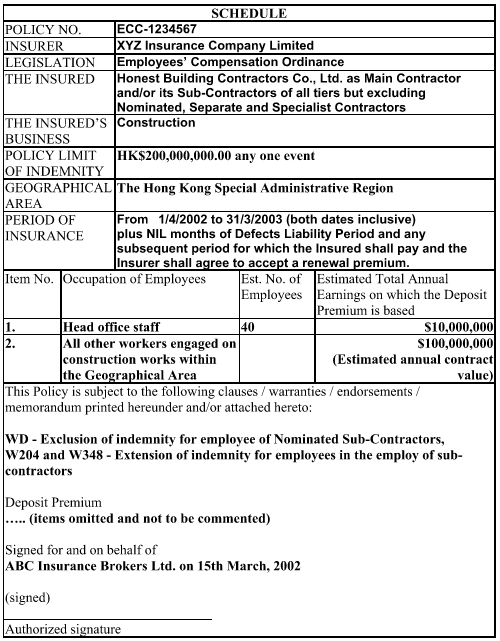 SCHEDULE
POLICY NO. ECC-1234567
INSURER XYZ Insurance Company Limited
LEGISLATION Employees' Compensation Ordinance
THE INSURED Honest Building Contractors Co., Ltd. as Main Contractor
and/or its Sub-Contractors of all tiers but excluding
Nominated, Separate and Specialist Contractors
THE INSURED'S Construction
BUSINESS
POLICY LIMIT HK$200,000,000.00 any one event
OF INDEMNITY
GEOGRAPHICAL The Hong Kong Special Administrative Region
AREA
PERIOD OF From 1/4/2002 to 31/3/2003 (both dates inclusive)
INSURANCE plus NIL months of Defects Liability Period and any
subsequent period for which the Insured shall pay and the
Insurer shall agree to accept a renewal premium.
Item No. Occupation of Employees Est. No. of Estimated Total Annual
Employees Earnings on which the Deposit
Premium is based
1. Head office staff 40 $10,000,000
2. All other workers engaged on $100,000,000
construction works within (Estimated annual contract
the Geographical Area value)
This Policy is subject to the following clauses / warranties / endorsements /
memorandum printed hereunder and/or attached hereto:
WD - Exclusion of indemnity for employee of Nominated Sub-Contractors,
W204 and W348 - Extension of indemnity for employees in the employ of sub-
contractors
Deposit Premium
….. (items omitted and not to be commented)
Signed for and on behalf of
ABC Insurance Brokers Ltd. on 15th March, 2002
(signed)
Authorized signature